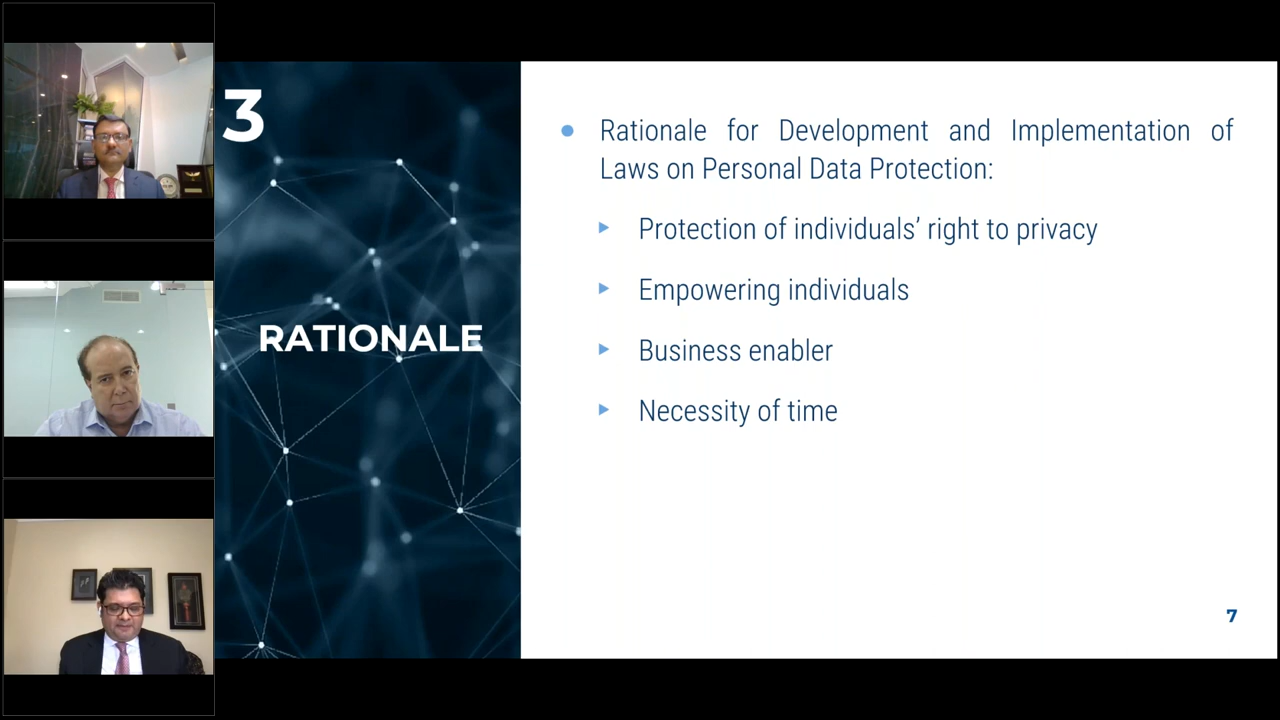 3
RATIONALE
Rationale for Development and Implementation of
Laws on Personal Data Protection:
Protection of individuals’ right to privacy
Empowering individuals
Business enabler
Necessity of time
7